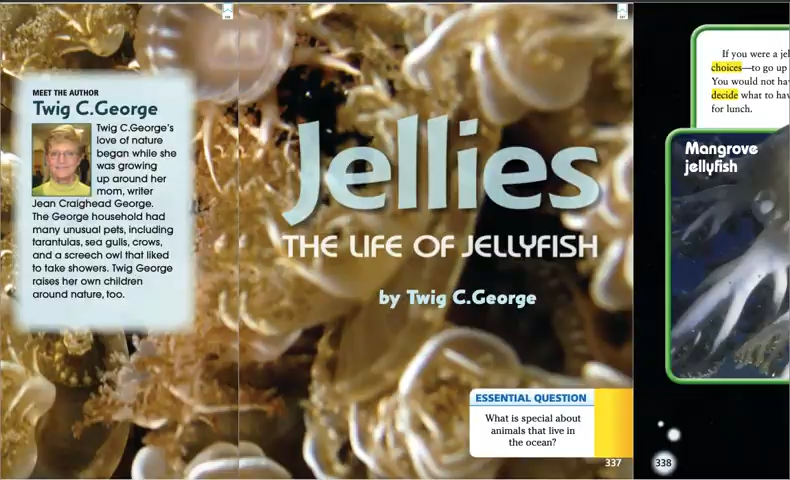 MEET THE AUTHOR
Twig C.George
Twig C.George's
love of nature
began while she
was growing
up around her
mom, writer
Jean Craighead George.
The George household had
many unusual pets, including
tarantulas, sea gulls, crows,
and a screech owl that liked
to take showers. Twig George
raises her own children
around nature, too.
Jellies
THE LIFE OF JELLYFISH
by Twig C.George
ESSENTIAL QUESTION
What is special about
animals that live in
the ocean?
337
If you were a
choices—to go up
You would not
decide what to
for lunch.
Mangrove
jellyfish
338